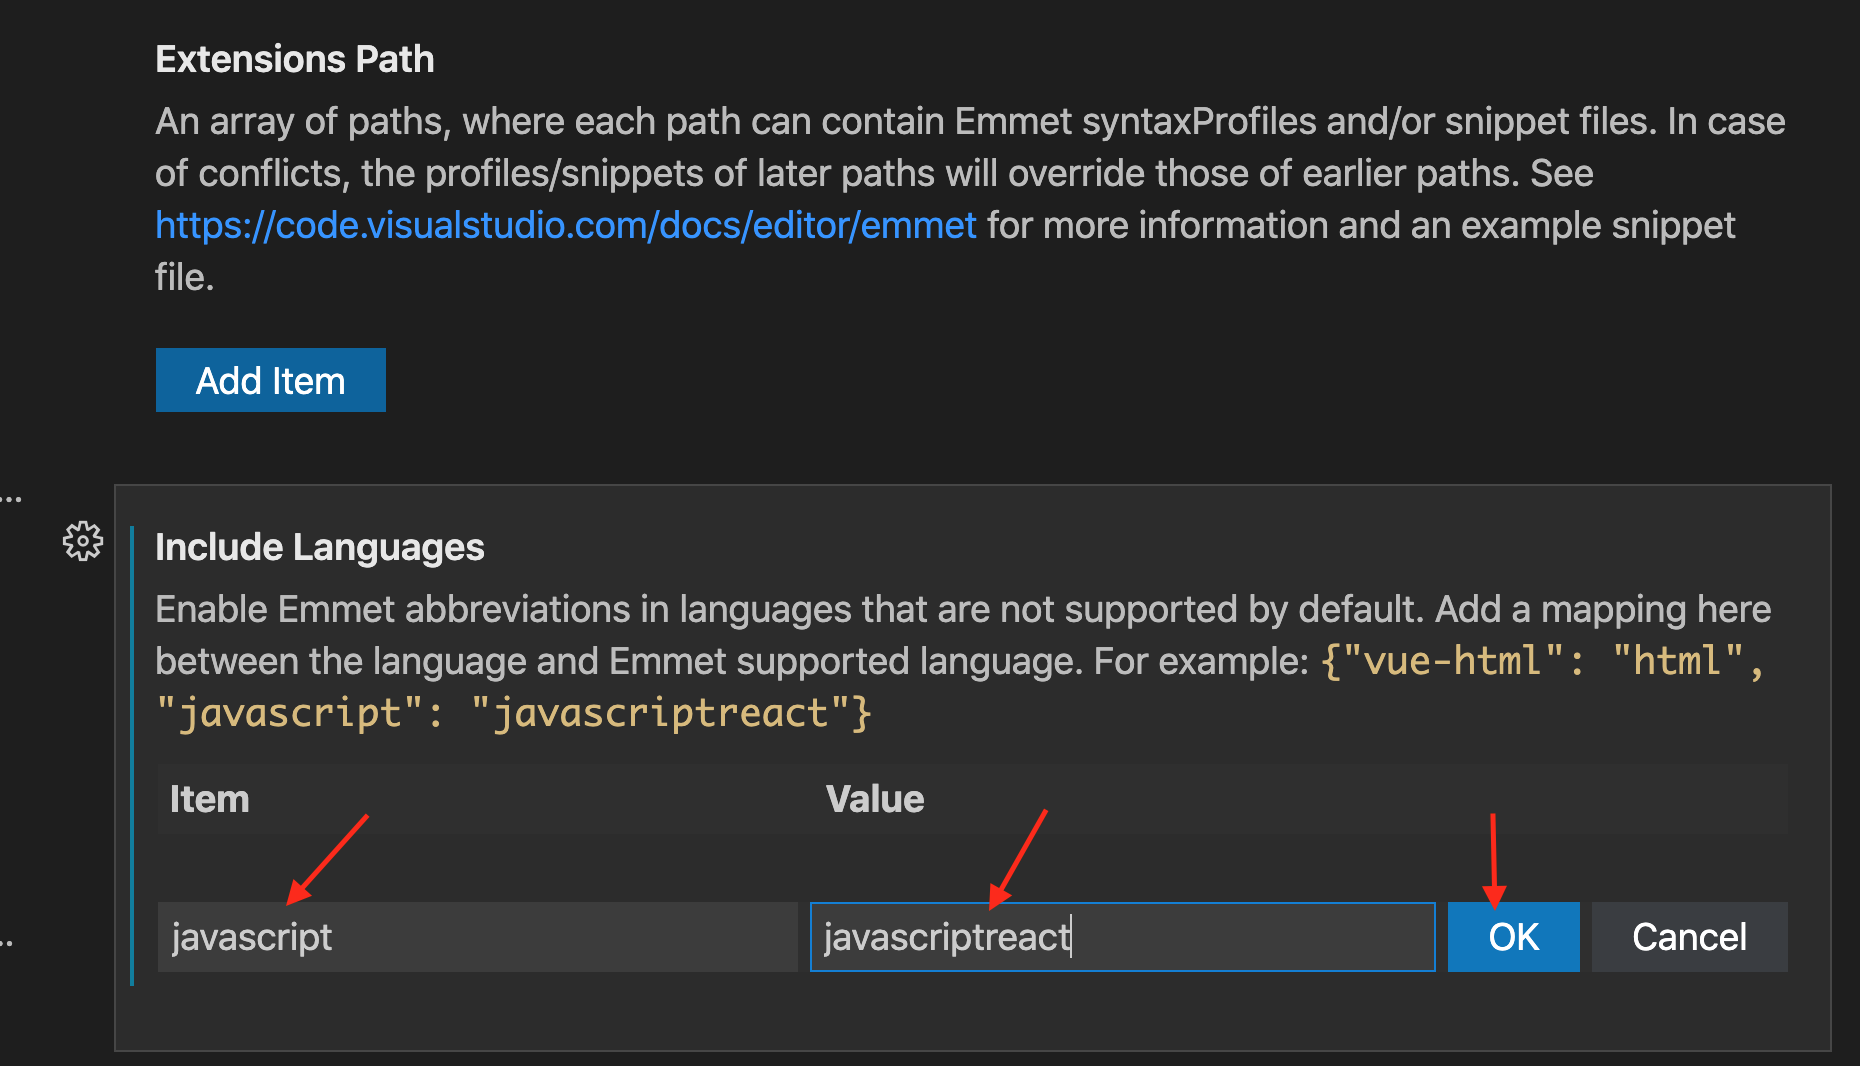 Extensions Path
An array of paths, where each path can contain Emmet syntaxProfiles and/or snippet files. In case
of conflicts, the profiles/snippets of later paths will override those of earlier paths. See
https://code.visualstudio.com/docs/editor/emmet for more information and an example snippet
file.
Add Item
Include Languages
Enable Emmet abbreviations in languages that are not supported by default. Add a mapping here
between the language and Emmet supported language. For example: {"vue-html": "html",
"javascript": "javascriptreact"}
Item Value
javascript javascriptreact OK Cancel